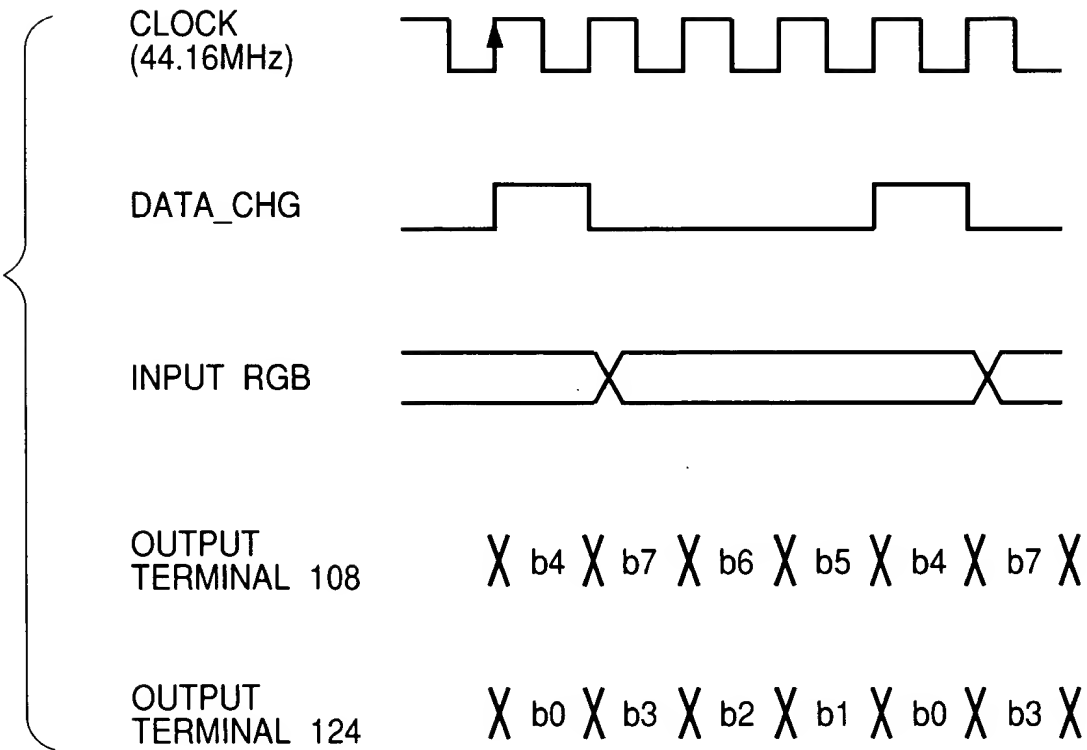 CLOCK
(44.16MHz)
DATA_CHG
INPUT RGB
OUTPUT
TERMINAL 108
b4 b7 b6 b5 b4 b7
OUTPUT
TERMINAL 124
b0 b3 b2 b1 b0 b3